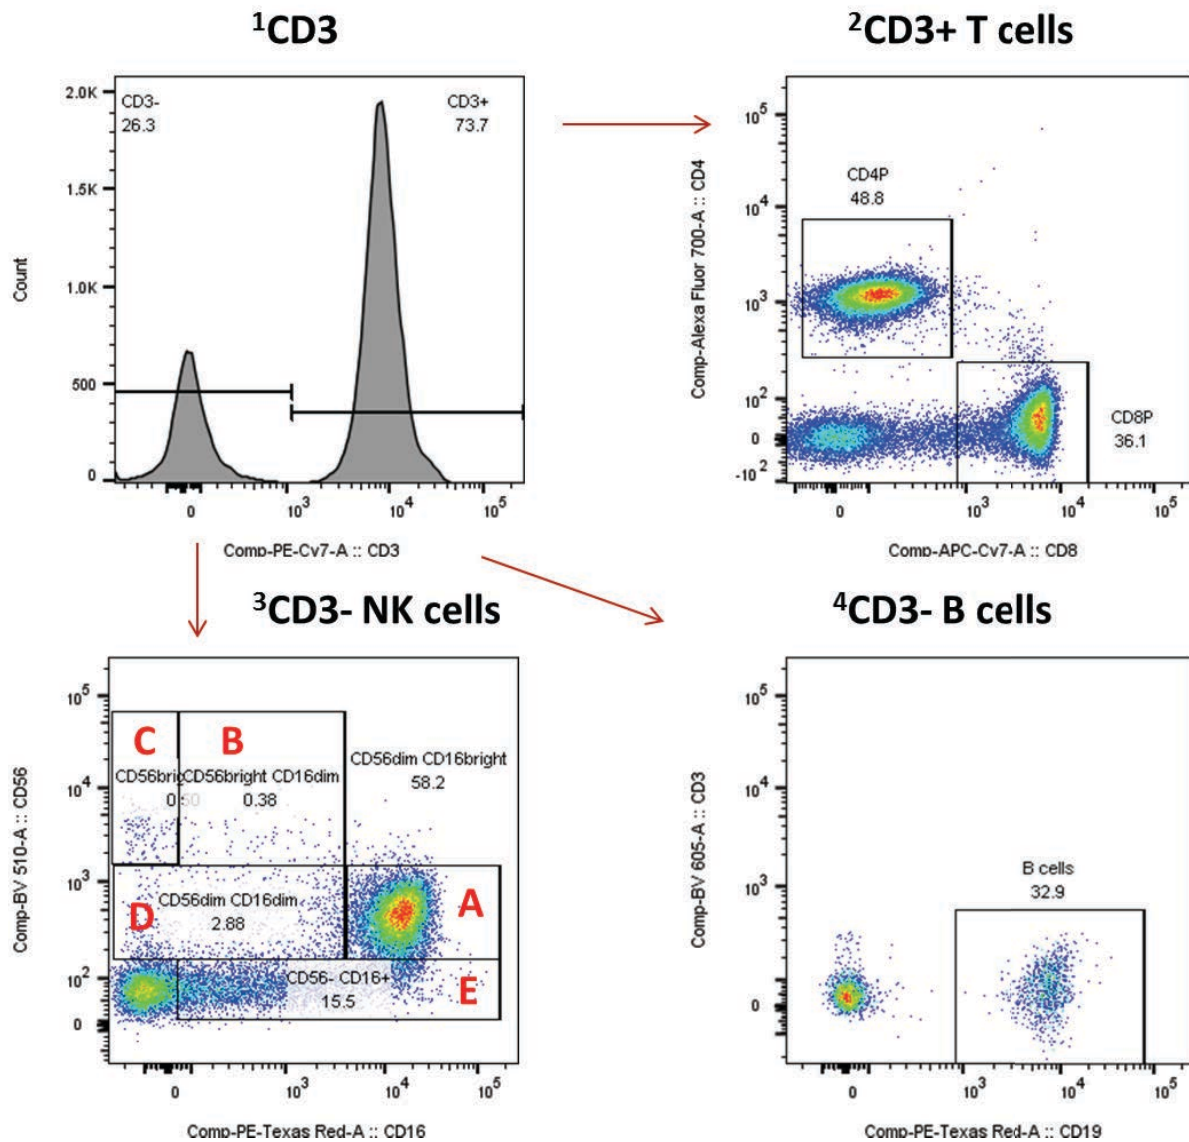 ¹CD3
CD3-
26.3
CD3+
73.7
2.0K
1.5K
1.0K
500
0
Count
0 10³ 10⁴ 10⁵
Comp-PE-Cy7-A :: CD3
²CD3+ T cells
CD4P
48.8
CD8P
36.1
10⁵
10⁴
10³
10²
0
-10²
Comp-Alexa Fluor 700-A :: CD4
0 10³ 10⁴ 10⁵
Comp-APC-Cy7-A :: CD8
³CD3- NK cells
C
B
CD56bri
CD56bright CD16dim
0.50
0.38
CD56dim CD16bright
58.2
D
CD56dim CD16dim
2.88
A
CD56- CD16+
15.5
E
10⁵
10⁴
10³
10²
0
Comp-BV 510-A :: CD56
0 10³ 10⁴ 10⁵
Comp-PE-Texas Red-A :: CD16
⁴CD3- B cells
B cells
32.9
10⁵
10⁴
10³
0
Comp-BV 605-A :: CD3
0 10³ 10⁴ 10⁵
Comp-PE-Texas Red-A :: CD19